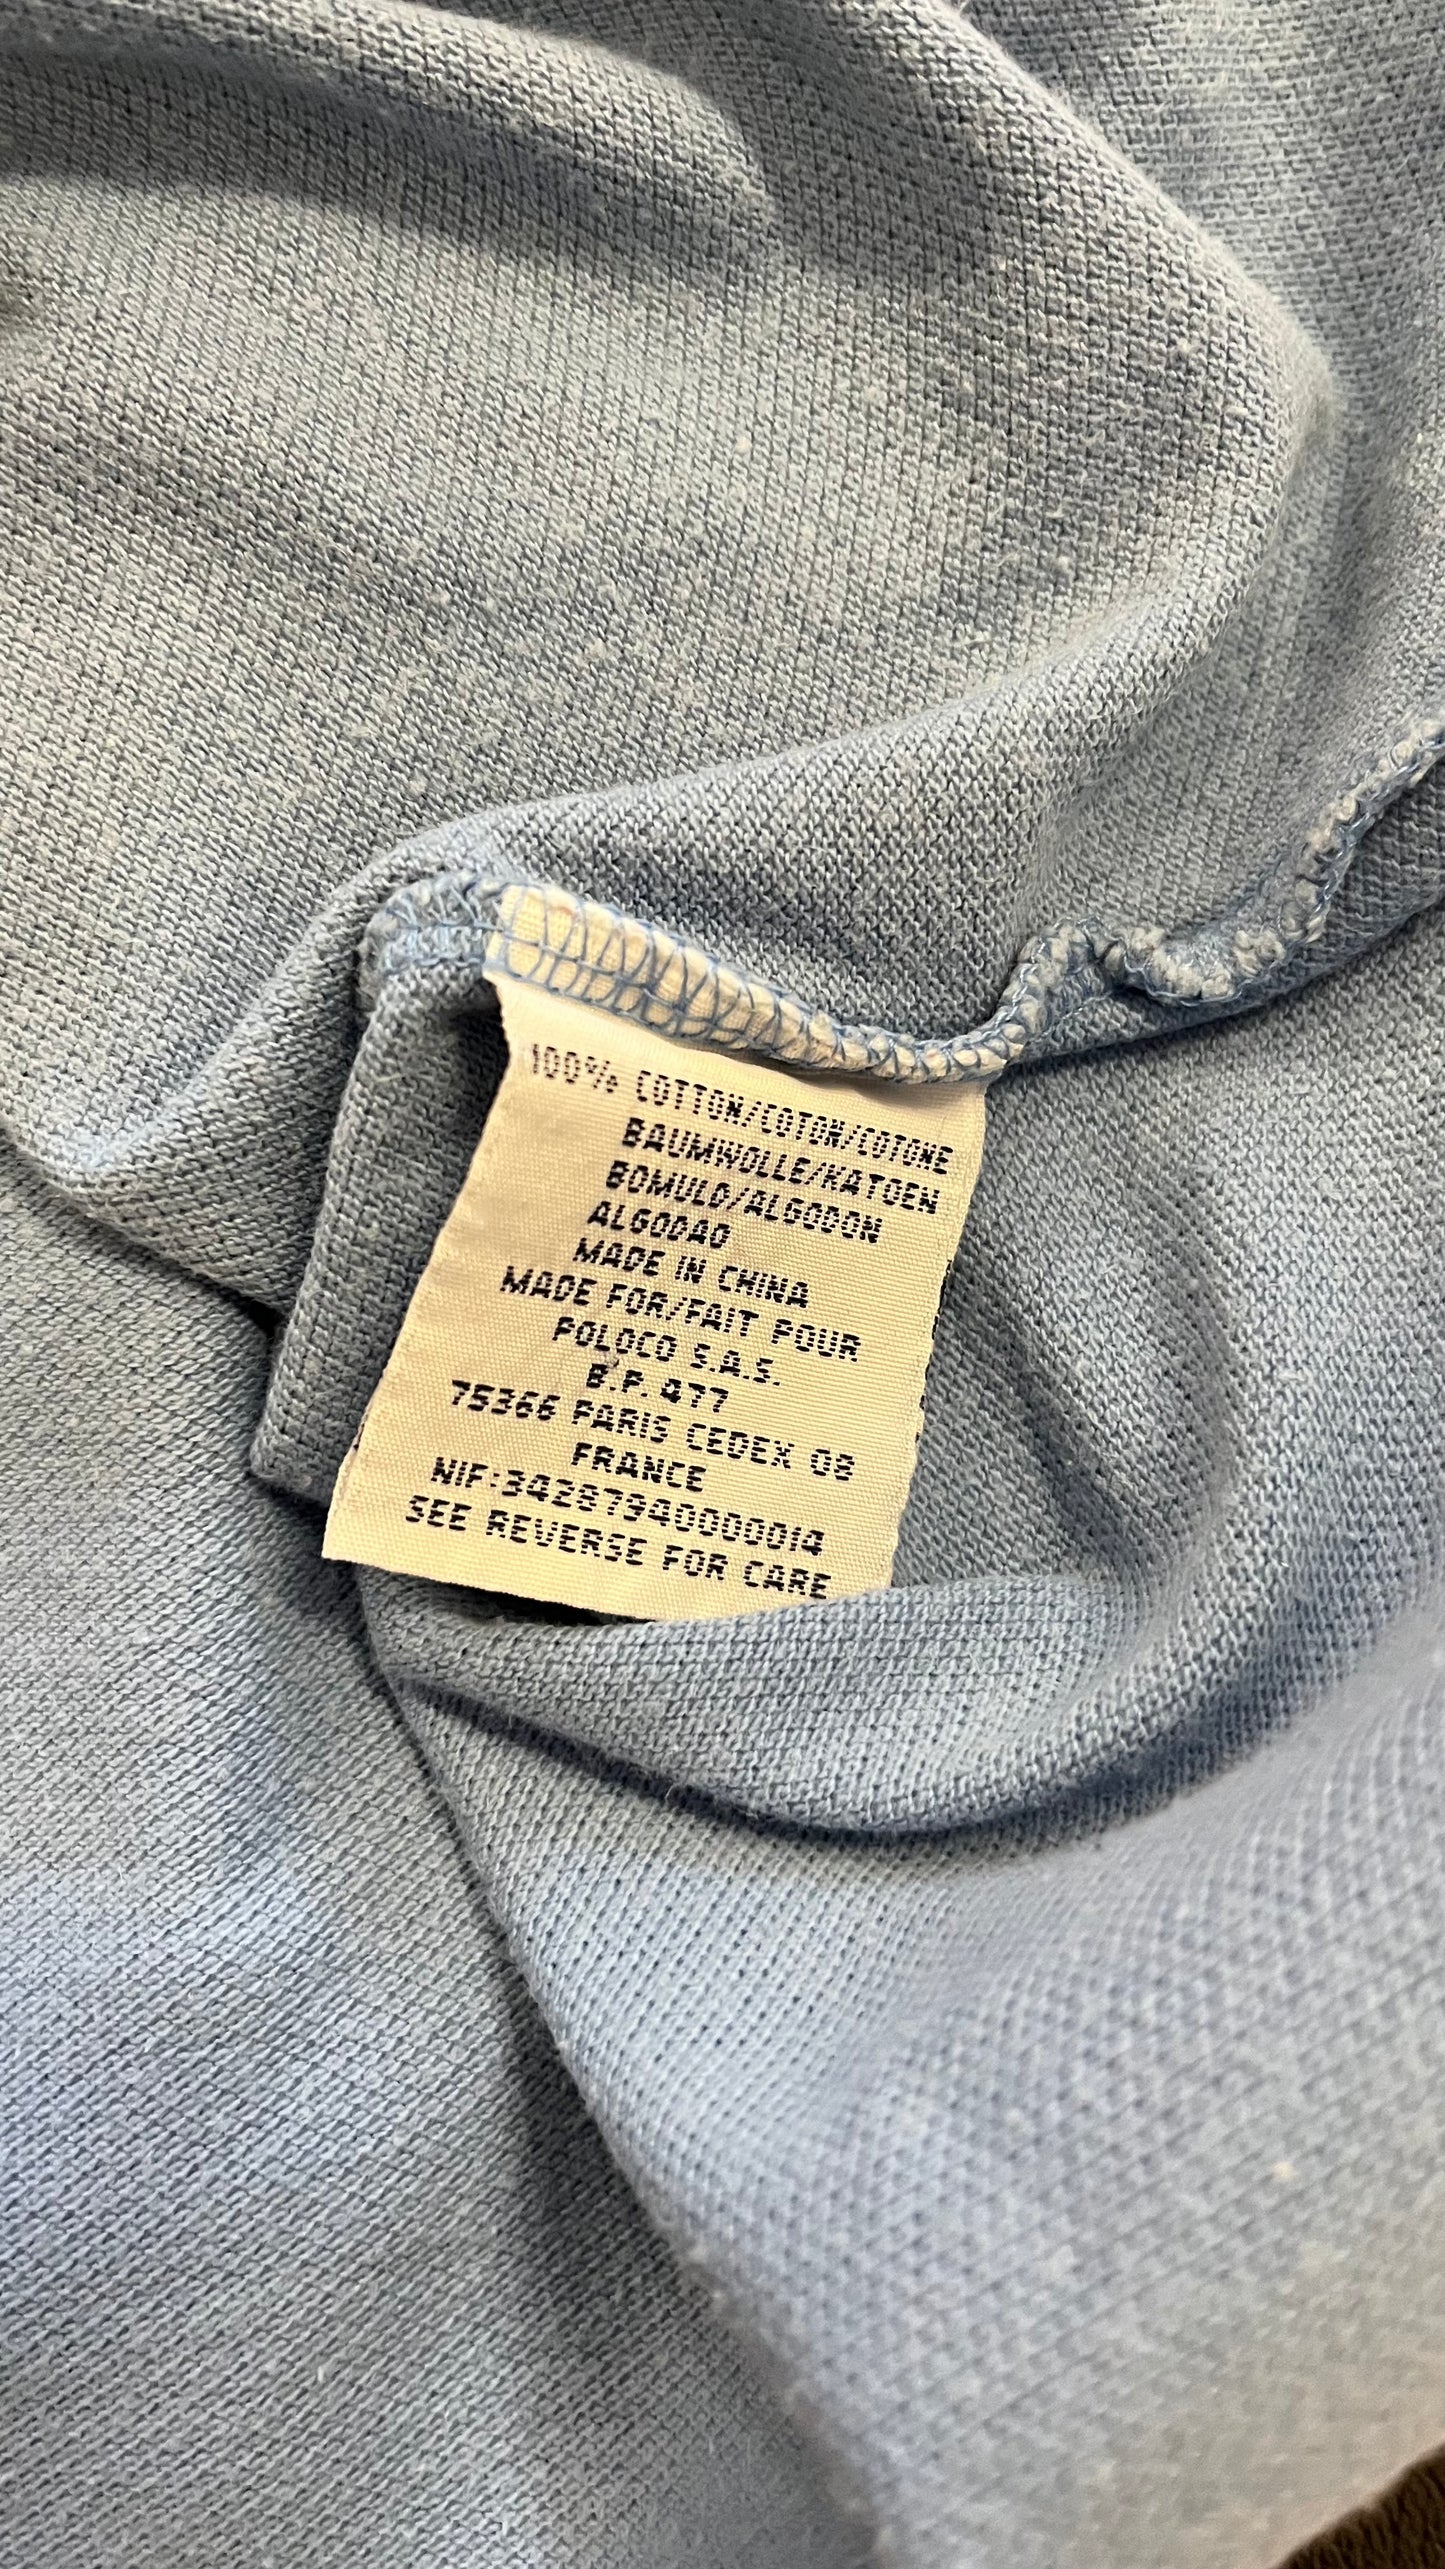 100% COTTON/COTON/COTONE
BAUMWOLLE/KATOEN
BOMULD/ALGODON
ALGODAO
MADE IN CHINA
MADE FOR/FAIT POUR
POLOCO S.A.S.
B.P. 477
75366 PARIS CEDEX 08
FRANCE
NIF:34287940000014
SEE REVERSE FOR CARE